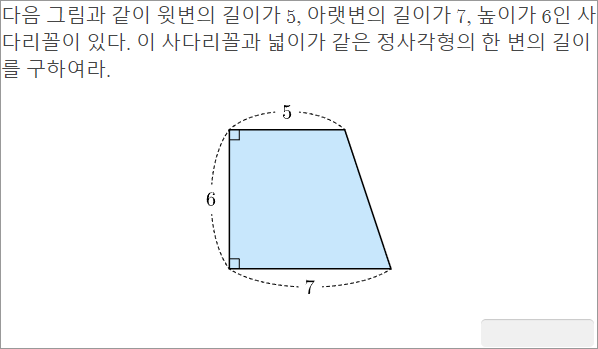 다음 그림과 같이 윗변의 길이가 5, 아랫변의 길이가 7, 높이가 6인 사
다리꼴이 있다. 이 사다리꼴과 넓이가 같은 정사각형의 한 변의 길이
를 구하여라.
5
6
7